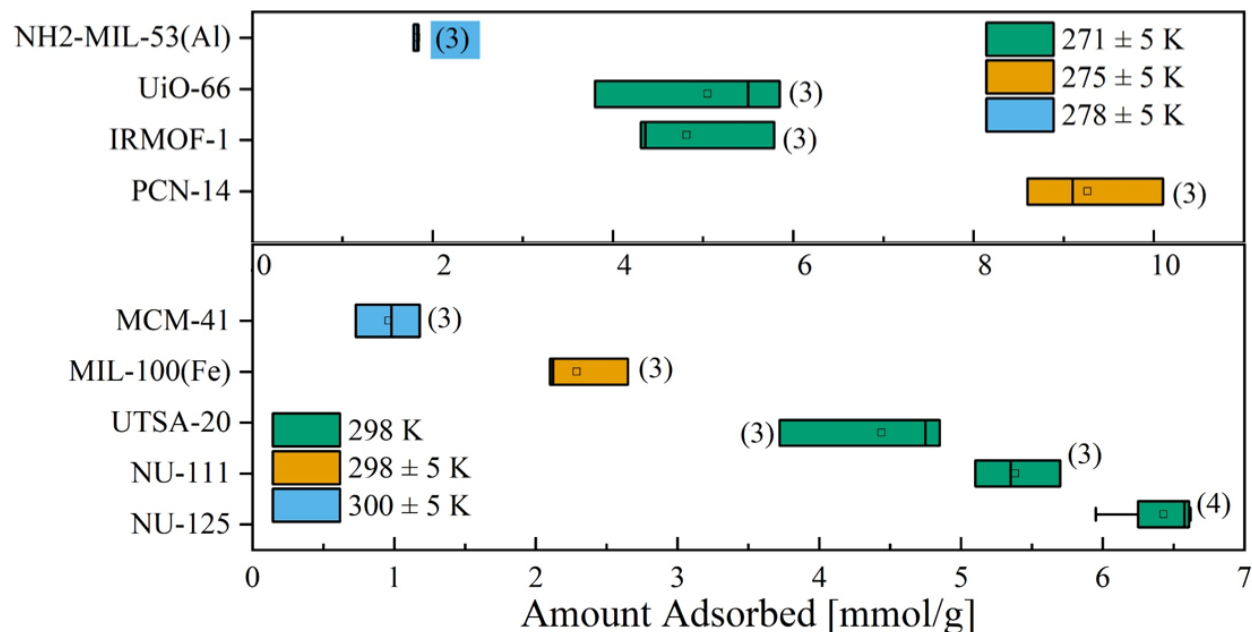 NH2-MIL-53(Al)
(3)
271 ± 5 K
UiO-66
(3)
275 ± 5 K
278 ± 5 K
IRMOF-1
(3)
PCN-14
(3)
0 2 4 6 8 10
MCM-41
(3)
MIL-100(Fe)
(3)
UTSA-20
298 K
(3)
NU-111
298 ± 5 K
(3)
NU-125
300 ± 5 K
(4)
0 1 2 3 4 5 6 7
Amount Adsorbed [mmol/g]